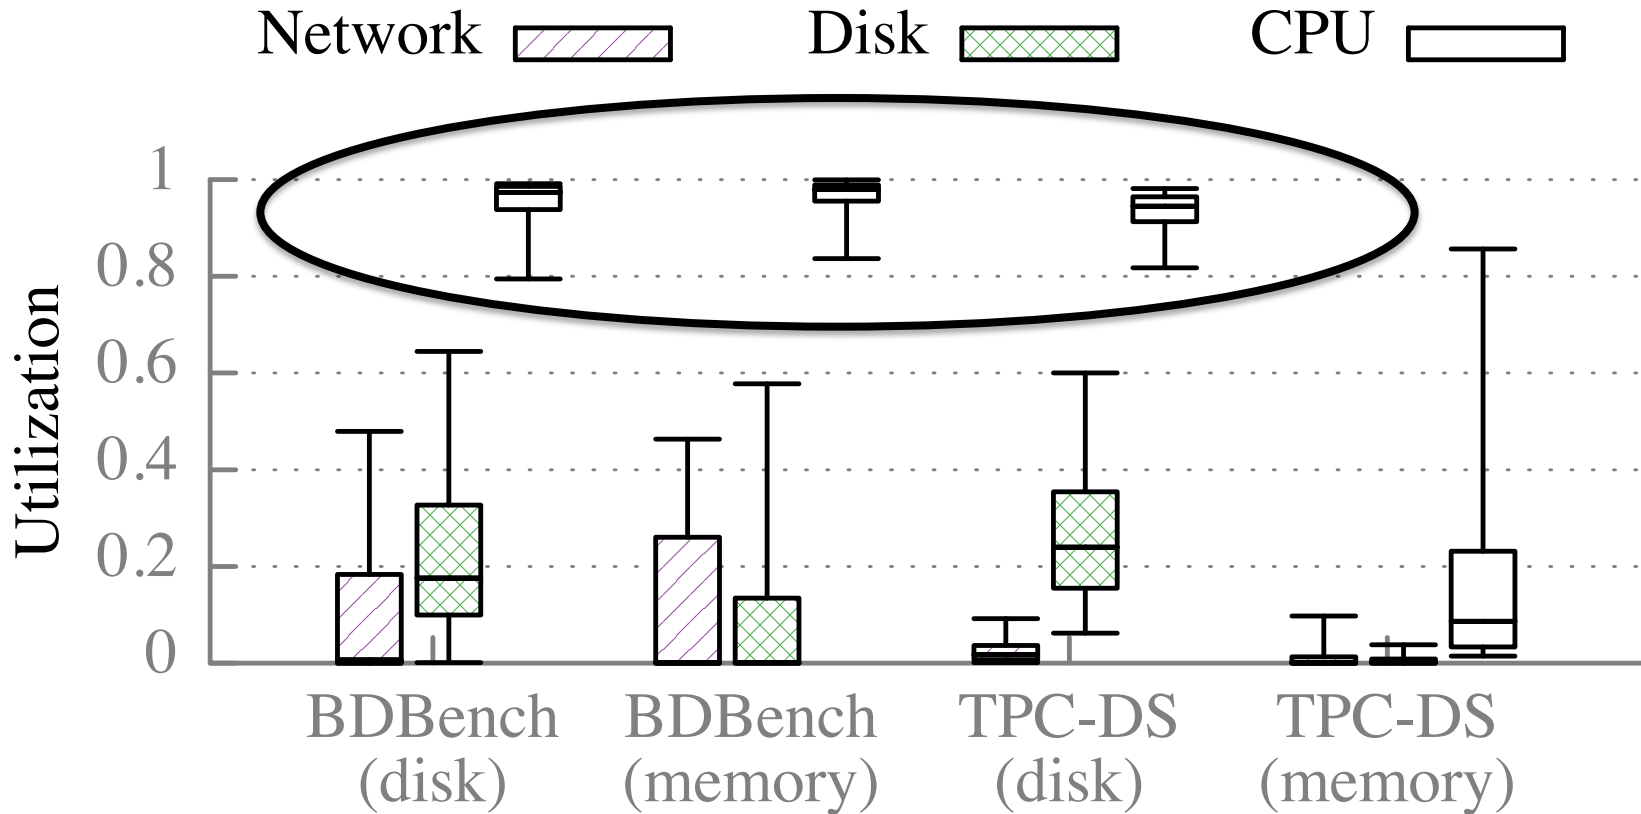 Network Disk CPU
1
0.8
0.6
0.4
0.2
0
Utilization
BDBench BDBench TPC-DS TPC-DS
(disk) (memory) (disk) (memory)